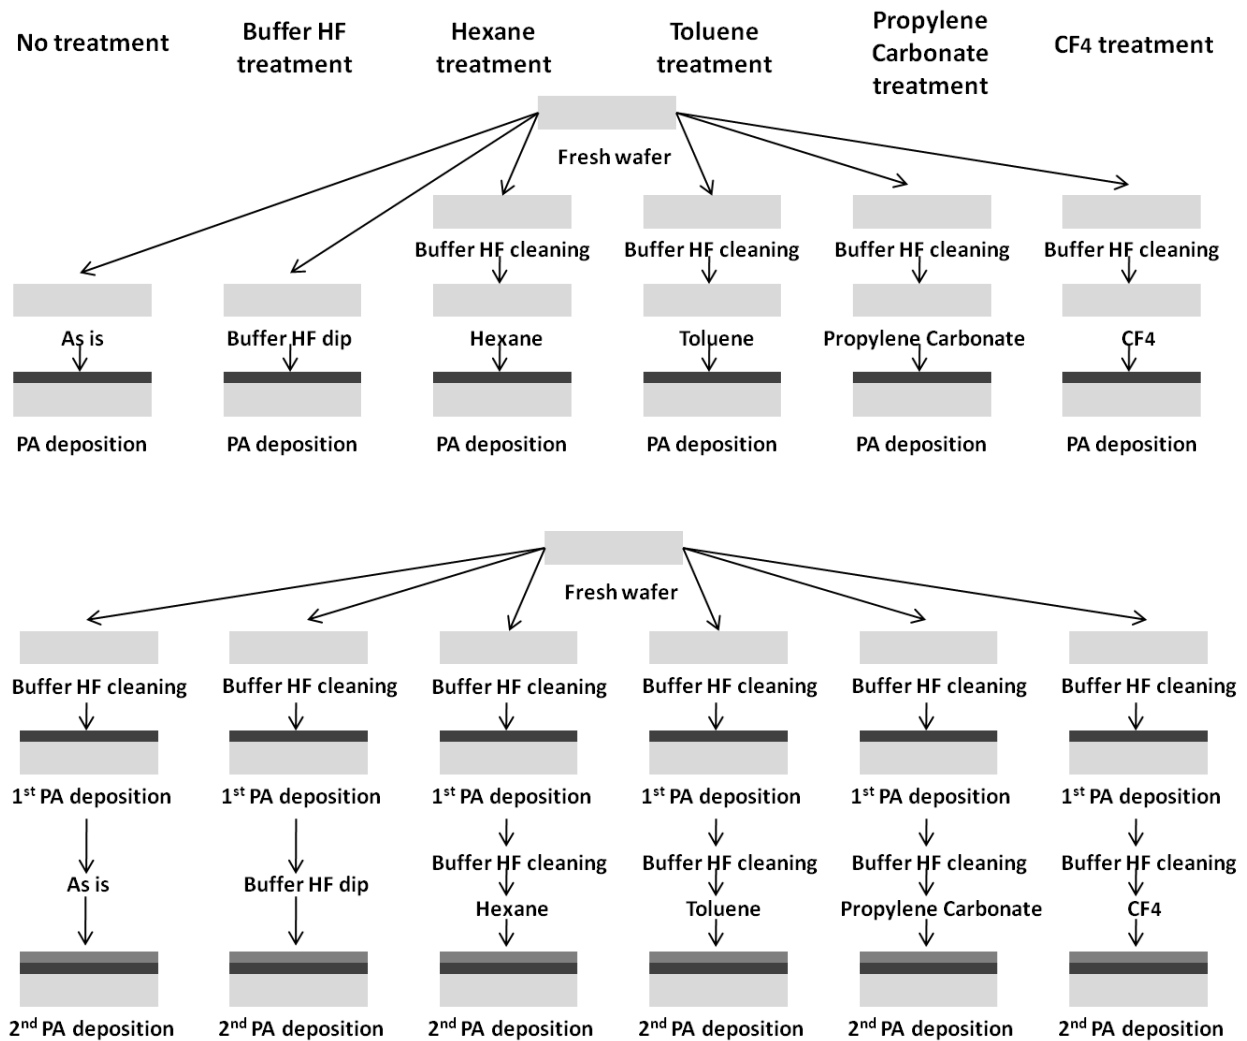 No treatment
Buffer HF
treatment
Hexane
treatment
Toluene
treatment
Propylene
Carbonate
treatment
CF4 treatment
Fresh wafer
Buffer HF cleaning
Buffer HF cleaning
Buffer HF cleaning
Buffer HF cleaning
As is
Buffer HF dip
Hexane
Toluene
Propylene Carbonate
CF4
PA deposition
PA deposition
PA deposition
PA deposition
PA deposition
PA deposition
Fresh wafer
Buffer HF cleaning
Buffer HF cleaning
Buffer HF cleaning
Buffer HF cleaning
Buffer HF cleaning
Buffer HF cleaning
1st PA deposition
1st PA deposition
1st PA deposition
1st PA deposition
1st PA deposition
1st PA deposition
As is
Buffer HF dip
Buffer HF cleaning
Buffer HF cleaning
Buffer HF cleaning
Buffer HF cleaning
Hexane
Toluene
Propylene Carbonate
CF4
2nd PA deposition
2nd PA deposition
2nd PA deposition
2nd PA deposition
2nd PA deposition
2nd PA deposition